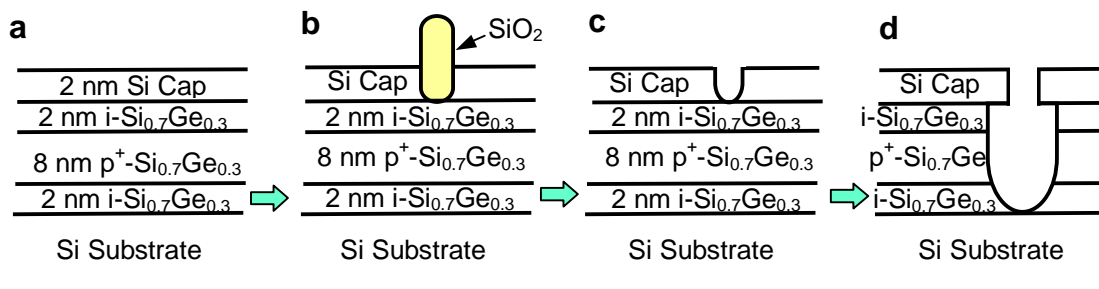 a
2 nm Si Cap
2 nm i-Si₀.₇Ge₀.₃
8 nm p⁺-Si₀.₇Ge₀.₃
2 nm i-Si₀.₇Ge₀.₃
Si Substrate
b
SiO₂
Si Cap
2 nm i-Si₀.₇Ge₀.₃
8 nm p⁺-Si₀.₇Ge₀.₃
2 nm i-Si₀.₇Ge₀.₃
Si Substrate
c
Si Cap
2 nm i-Si₀.₇Ge₀.₃
8 nm p⁺-Si₀.₇Ge₀.₃
2 nm i-Si₀.₇Ge₀.₃
Si Substrate
d
Si Cap
i-Si₀.₇Ge₀.₃
p⁺-Si₀.₇Ge
i-Si₀.₇Ge₀.₃
Si Substrate